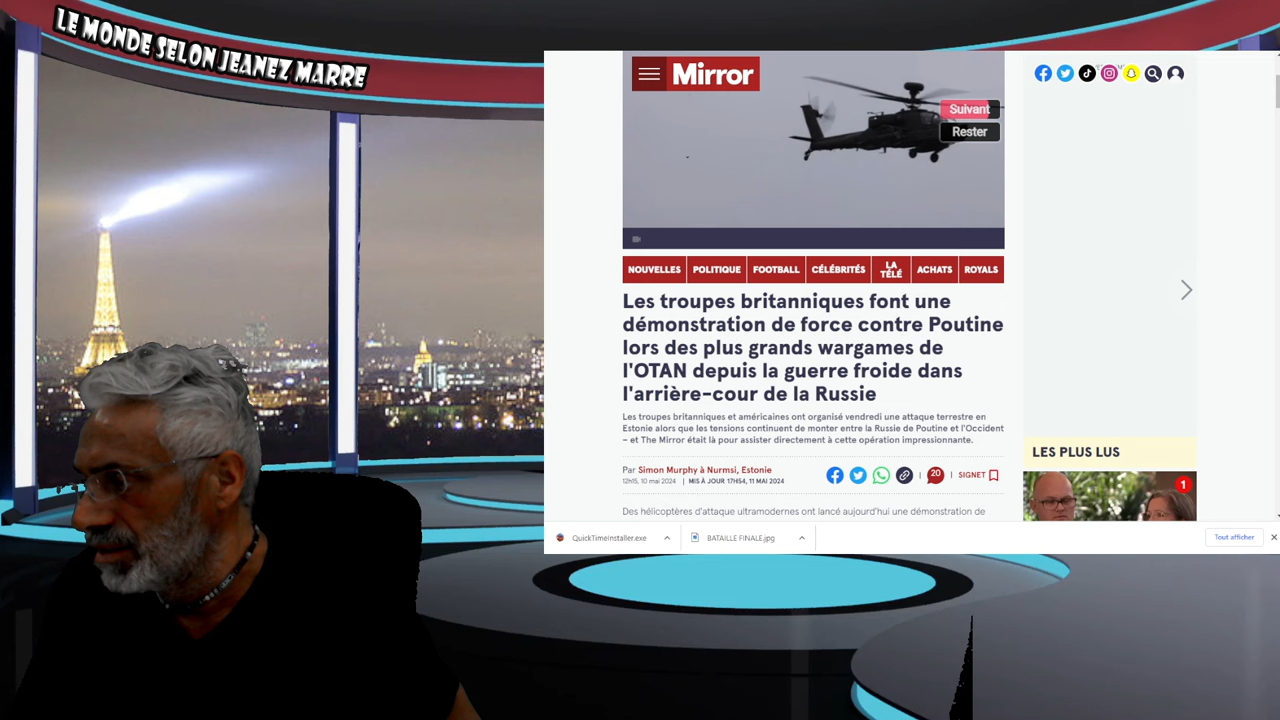 LE MONDE SELON JEANEZ MARRE
Mirror
Suivant
Rester
NOUVELLES
POLITIQUE
FOOTBALL
CÉLÉBRITÉS
LA
TÉLÉ
ACHATS
ROYALS
Les troupes britanniques font une
démonstration de force contre Poutine
lors des plus grands wargames de
l'OTAN depuis la guerre froide dans
l'arrière-cour de la Russie
Les troupes britanniques et américaines ont organisé vendredi une attaque terrestre en
Estonie alors que les tensions continuent de monter entre la Russie de Poutine et l'Occident
– et The Mirror était là pour assister directement à cette opération impressionnante.
Par Simon Murphy à Nurmsi, Estonie
12h15, 10 mai 2024 | MIS À JOUR 17H54, 11 MAI 2024
20
SIGNET
Des hélicoptères d'attaque ultramodernes ont lancé aujourd'hui une démonstration de
LES PLUS LUS
1
QuickTimeInstaller.exe
BATAILLE FINALE.jpg
Tout afficher